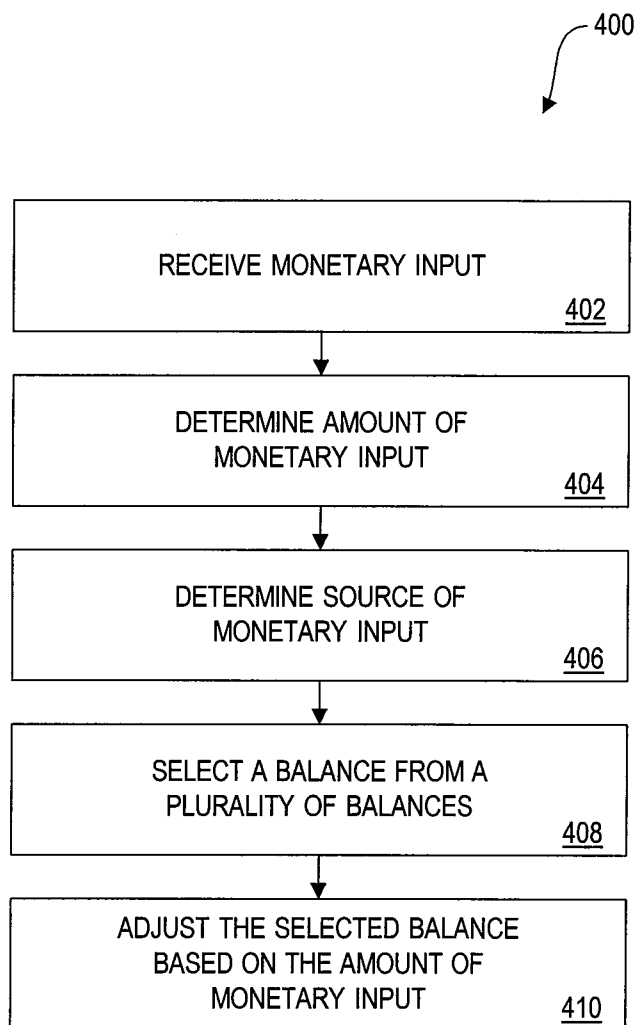 400
RECEIVE MONETARY INPUT
402
DETERMINE AMOUNT OF
MONETARY INPUT
404
DETERMINE SOURCE OF
MONETARY INPUT
406
SELECT A BALANCE FROM A
PLURALITY OF BALANCES
408
ADJUST THE SELECTED BALANCE
BASED ON THE AMOUNT OF
MONETARY INPUT
410